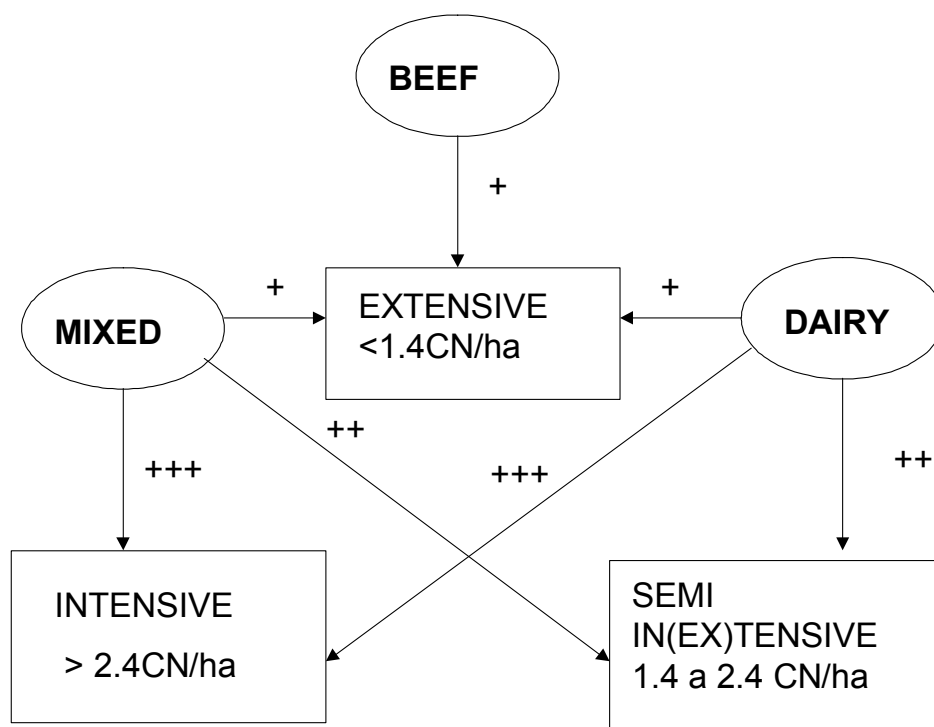 BEEF
+
+
+
MIXED
EXTENSIVE
<1.4CN/ha
DAIRY
++
+++
+++
++
INTENSIVE
> 2.4CN/ha
SEMI
IN(EX)TENSIVE
1.4 a 2.4 CN/ha